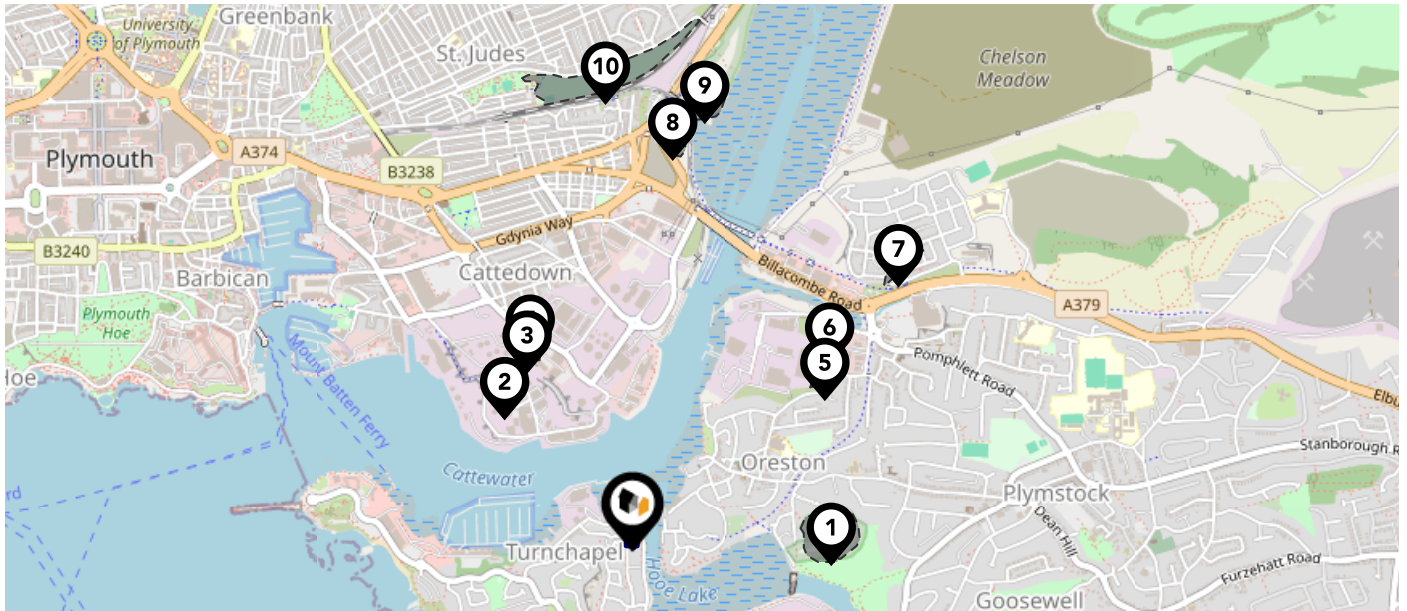 Greenbank
University
of Plymouth
St. Judes
10
9
8
Chelson
Meadow
Plymouth
A374
B3238
Gdynia Way
B3240
Barbican
Cattedown
7
Billacombe Road
A379
Plymouth
Hoe
Hoe
3
6
5
2
Mount Batten Ferry
Pomphlett Road
Elbu
Stanborough R
Oreston
Cattewater
Plymstock
rd
1
Dean Hill
Turnchapel
Hooe Lake
Furzehatt Road
Goosewell